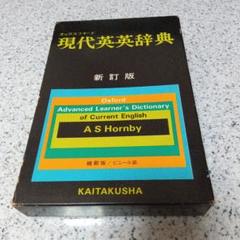 オックスフォード
現代英英辞典
新訂版
Oxford
Advanced Learner's Dictionary
of Current English
A S Hornby
縮刷版/ビニール装
KAITAKUSHA